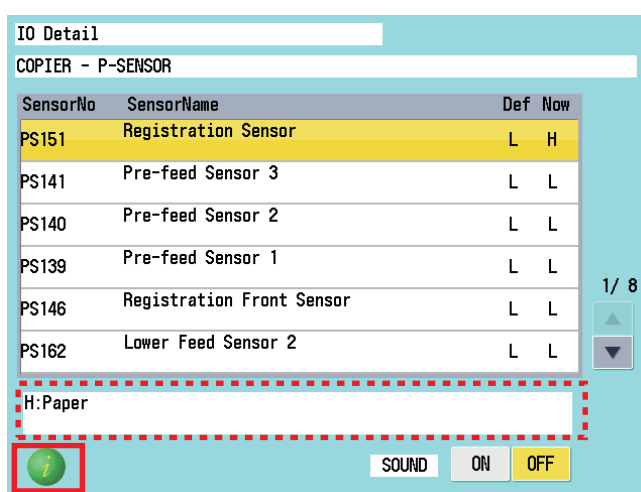 IO Detail
COPIER - P-SENSOR
SensorNo SensorName Def Now
PS151 Registration Sensor L H
PS141 Pre-feed Sensor 3 L L
PS140 Pre-feed Sensor 2 L L
PS139 Pre-feed Sensor 1 L L
PS146 Registration Front Sensor L L
PS162 Lower Feed Sensor 2 L L
1/ 8
H:Paper
i
SOUND ON OFF